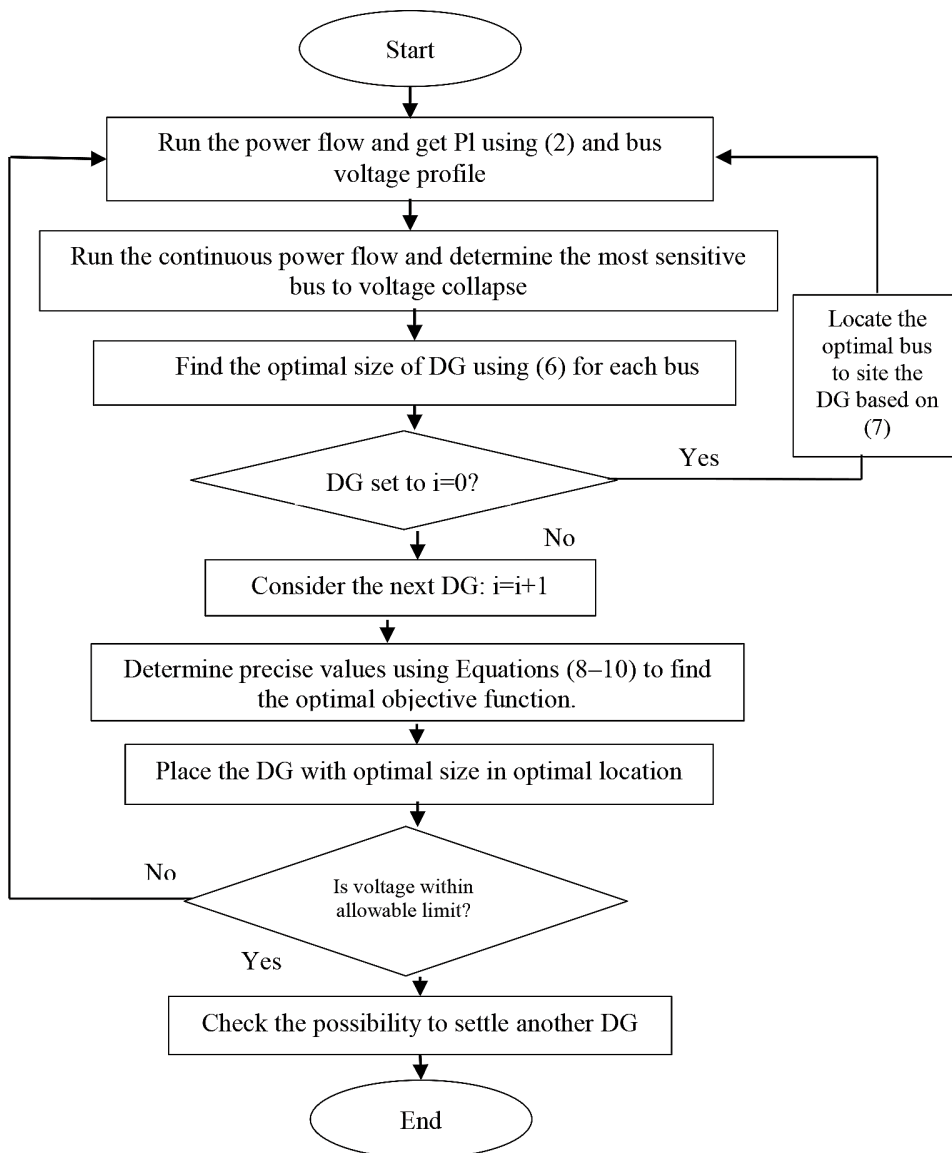 Start
Run the power flow and get Pl using (2) and bus
voltage profile
Run the continuous power flow and determine the most sensitive
bus to voltage collapse
Locate the
optimal bus
to site the
DG based on
(7)
Find the optimal size of DG using (6) for each bus
Yes
DG set to i=0?
No
Consider the next DG: i=i+1
Determine precise values using Equations (8–10) to find
the optimal objective function.
Place the DG with optimal size in optimal location
No
Is voltage within
allowable limit?
Yes
Check the possibility to settle another DG
End